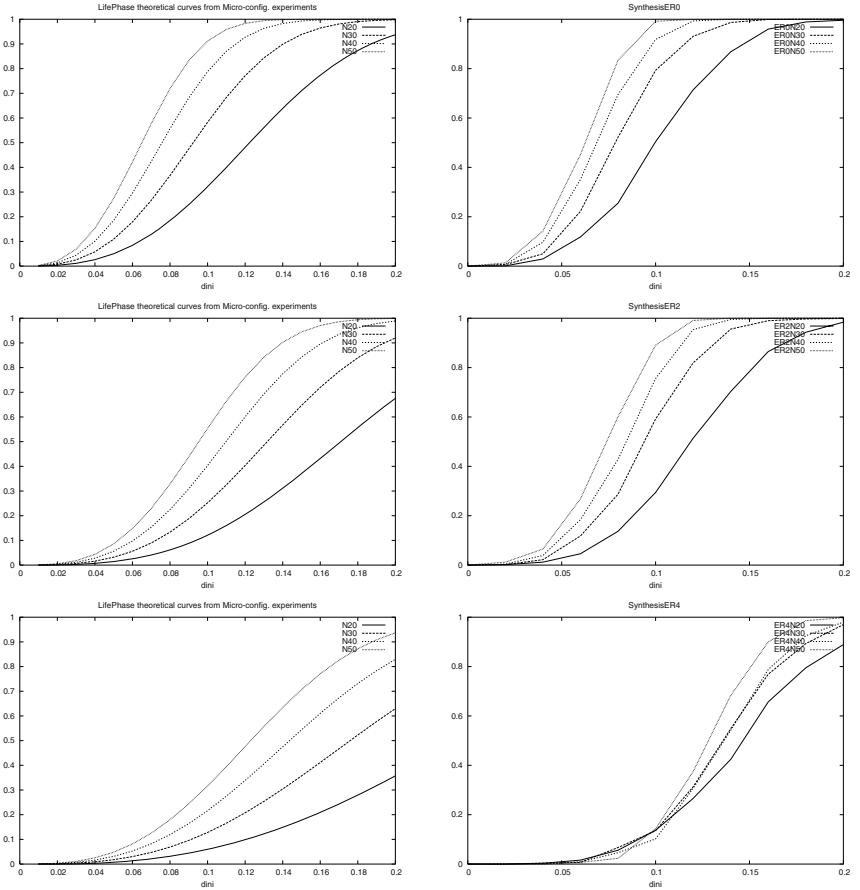 LifePhase theoretical curves from Micro-config. experiments
1
0.9
0.8
0.7
0.6
0.5
0.4
0.3
0.2
0.1
0
N20
N30
N40
N50
0 0.02 0.04 0.06 0.08 0.1 0.12 0.14 0.16 0.18 0.2
dini
SynthesisER0
1
0.8
0.6
0.4
0.2
0
ER0N20
ER0N30
ER0N40
ER0N50
0 0.05 0.1 0.15 0.2
dini
LifePhase theoretical curves from Micro-config. experiments
1
0.9
0.8
0.7
0.6
0.5
0.4
0.3
0.2
0.1
0
N20
N30
N40
N50
0 0.02 0.04 0.06 0.08 0.1 0.12 0.14 0.16 0.18 0.2
dini
SynthesisER2
1
0.8
0.6
0.4
0.2
0
ER2N20
ER2N30
ER2N40
ER2N50
0 0.05 0.1 0.15 0.2
dini
LifePhase theoretical curves from Micro-config. experiments
1
0.9
0.8
0.7
0.6
0.5
0.4
0.3
0.2
0.1
0
N20
N30
N40
N50
0 0.02 0.04 0.06 0.08 0.1 0.12 0.14 0.16 0.18 0.2
dini
SynthesisER4
1
0.8
0.6
0.4
0.2
0
ER4N20
ER4N30
ER4N40
ER4N50
0 0.05 0.1 0.15 0.2
dini